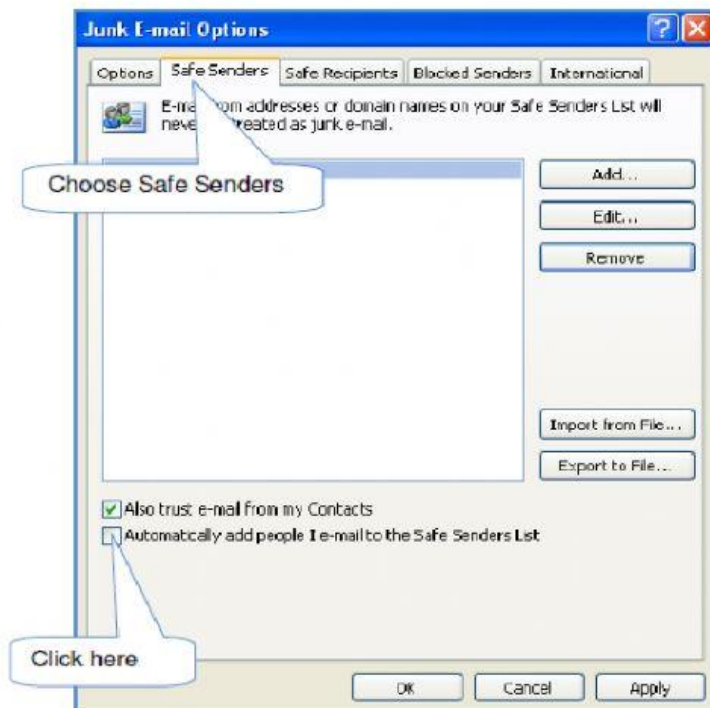 Junk E-mail Options
Options Safe Senders Safe Recipients Blocked Senders International
E-mail from addresses or domain names on your Safe Senders List will
never treated as junk e-mail.
Choose Safe Senders
Add...
Edit...
Remove
Import from File...
Export to File...
Also trust e-mail from my Contacts
Automatically add people I e-mail to the Safe Senders List
Click here
OK Cancel Apply